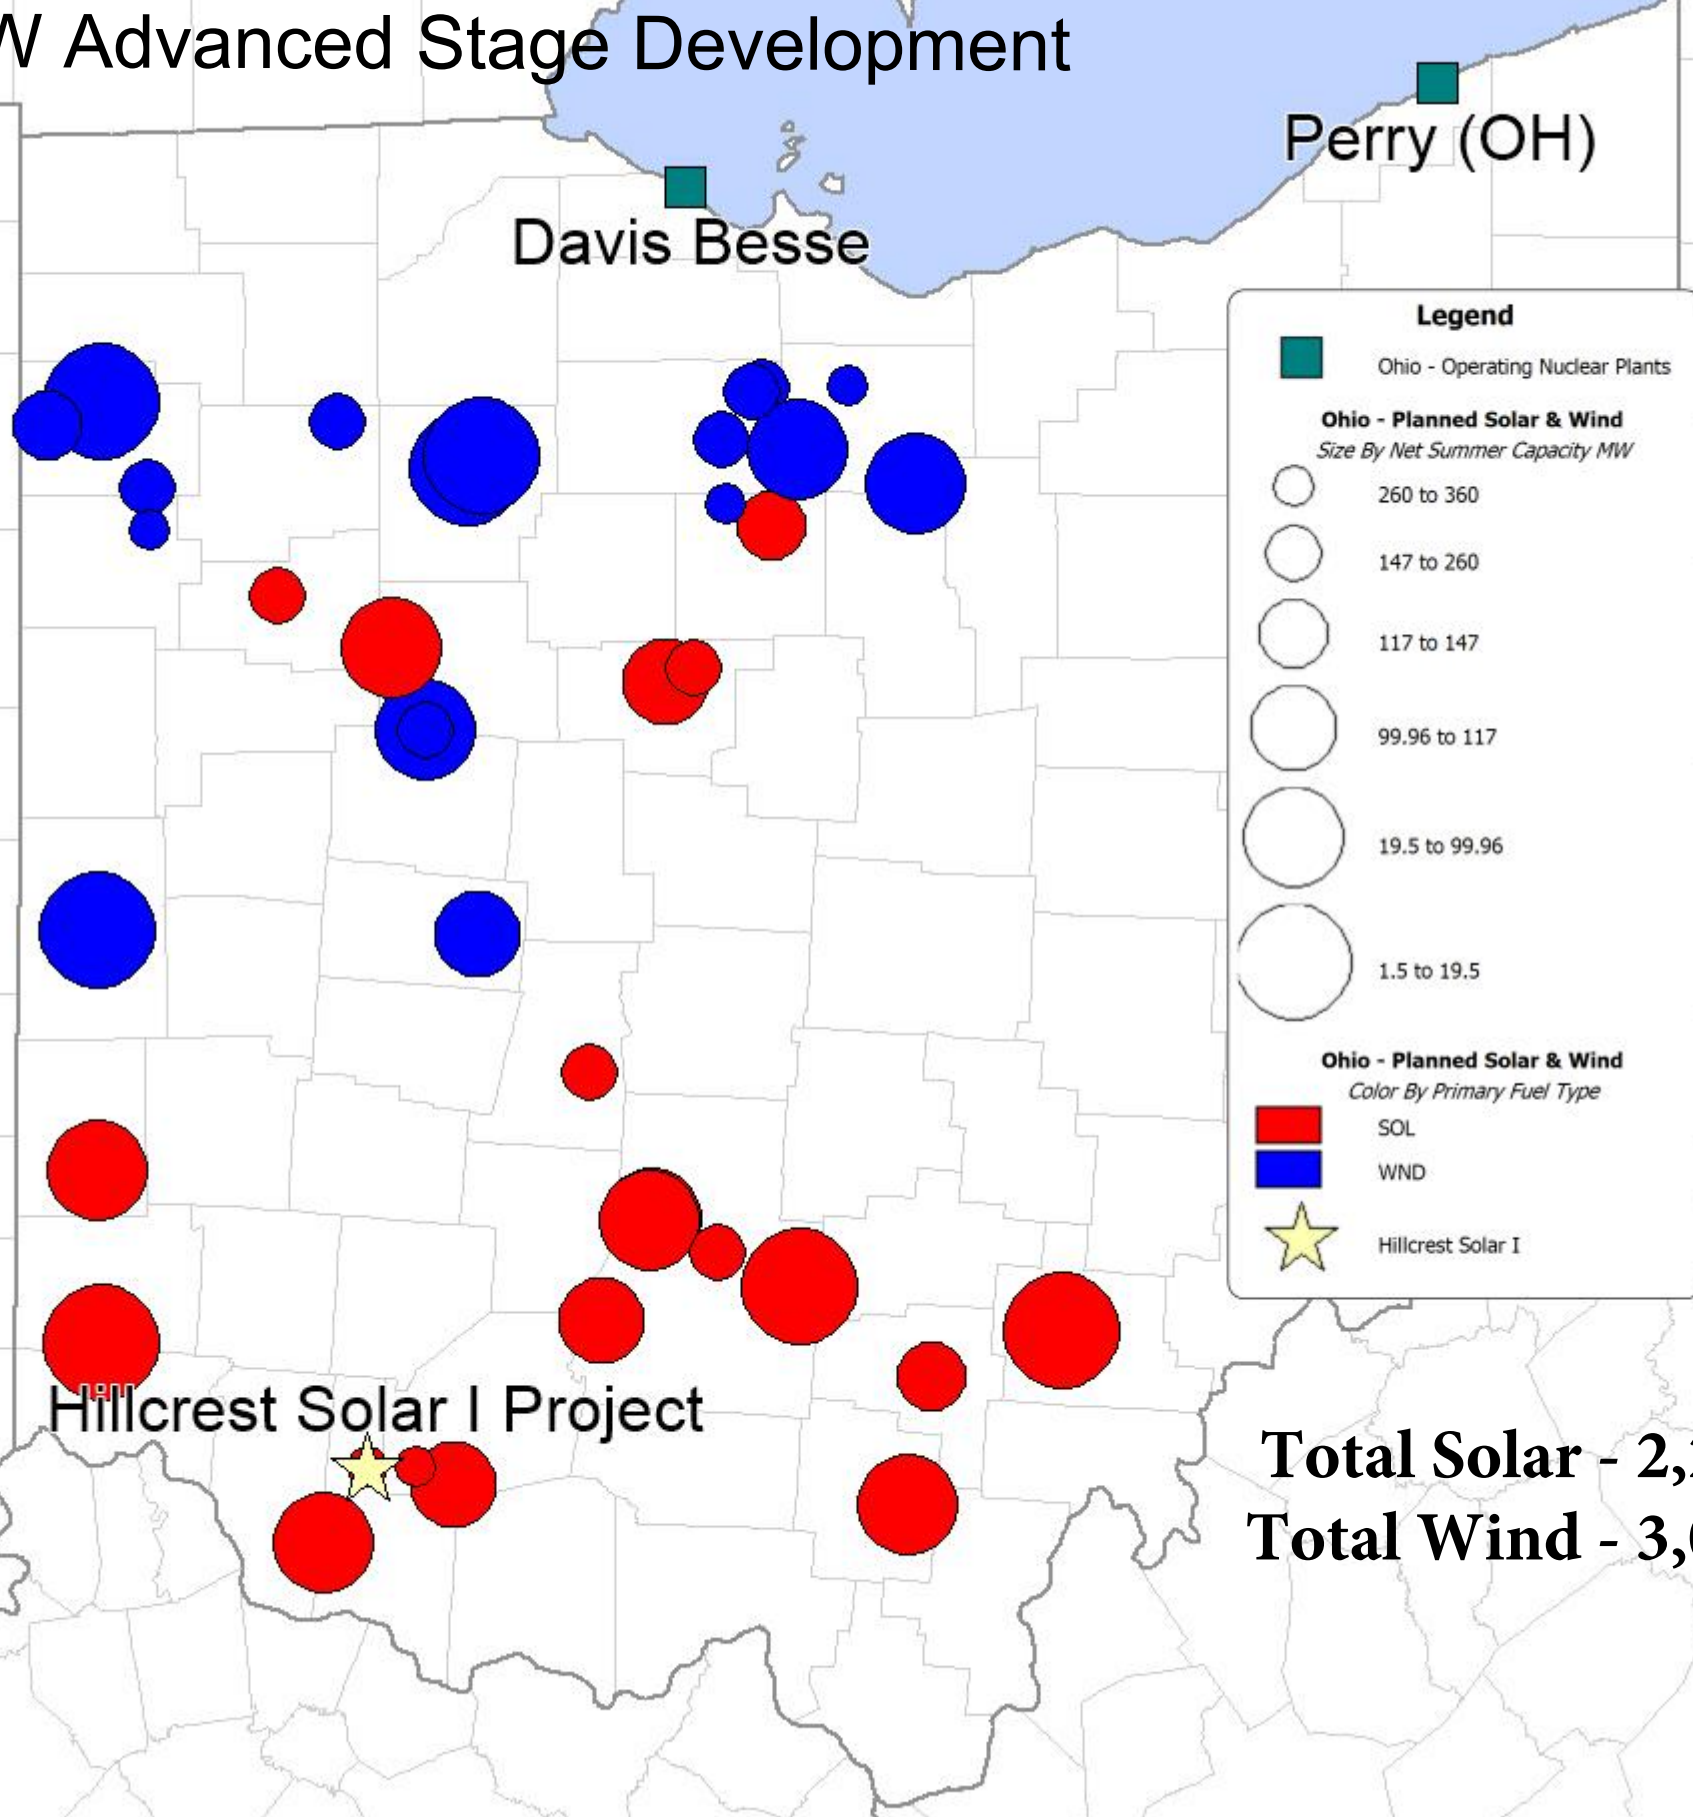 W Advanced Stage Development
Perry (OH)
Davis Besse
Legend
Ohio - Operating Nuclear Plants
Ohio - Planned Solar & Wind
Size By Net Summer Capacity MW
260 to 360
147 to 260
117 to 147
99.96 to 117
19.5 to 99.96
1.5 to 19.5
Ohio - Planned Solar & Wind
Color By Primary Fuel Type
SOL
WND
Hillcrest Solar I
Hillcrest Solar I Project
Total Solar - 2,
Total Wind - 3,